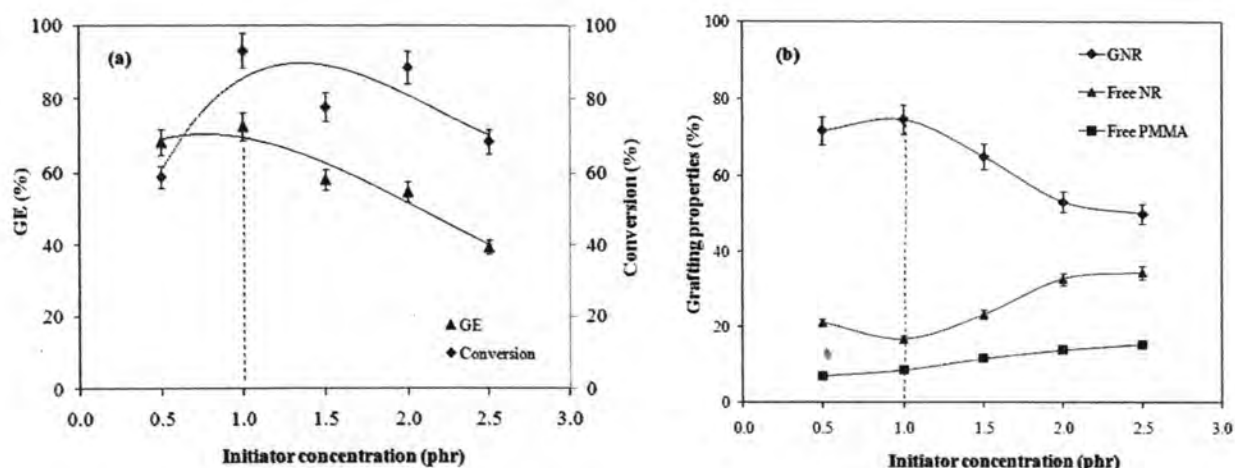 (a)
GE (%)
100
80
60
40
20
0
100
80
60
40
20
0
Conversion (%)
GE
Conversion
0.0 0.5 1.0 1.5 2.0 2.5 3.0
Initiator concentration (phr)
(b)
Grafting properties (%)
100
80
60
40
20
0
GNR
Free NR
Free PMMA
0.0 0.5 1.0 1.5 2.0 2.5 3.0
Initiator concentration (phr)